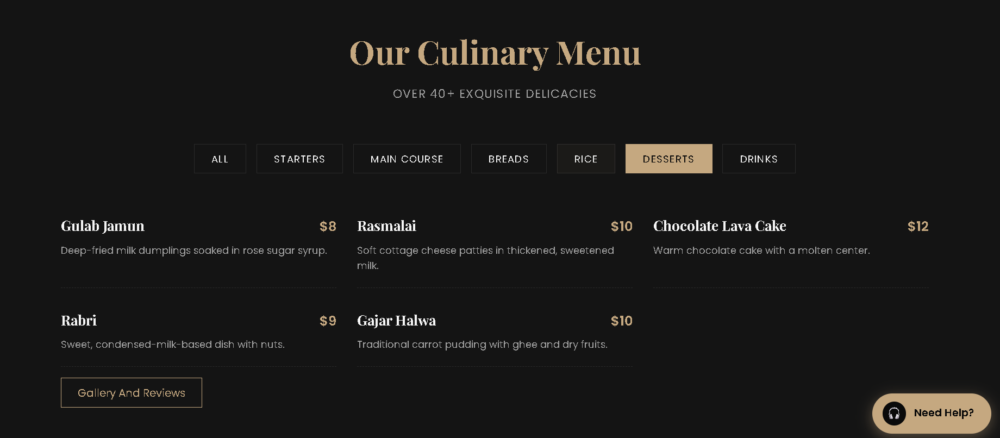 Our Culinary Menu
OVER 40+ EXQUISITE DELICACIES
ALL
STARTERS
MAIN COURSE
BREADS
RICE
DESSERTS
DRINKS
Gulab Jamun $8
Deep-fried milk dumplings soaked in rose sugar syrup.
Rasmalai $10
Soft cottage cheese patties in thickened, sweetened
milk.
Chocolate Lava Cake $12
Warm chocolate cake with a molten center.
Rabri $9
Sweet, condensed-milk-based dish with nuts.
Gajar Halwa $10
Traditional carrot pudding with ghee and dry fruits.
Gallery And Reviews
Need Help?